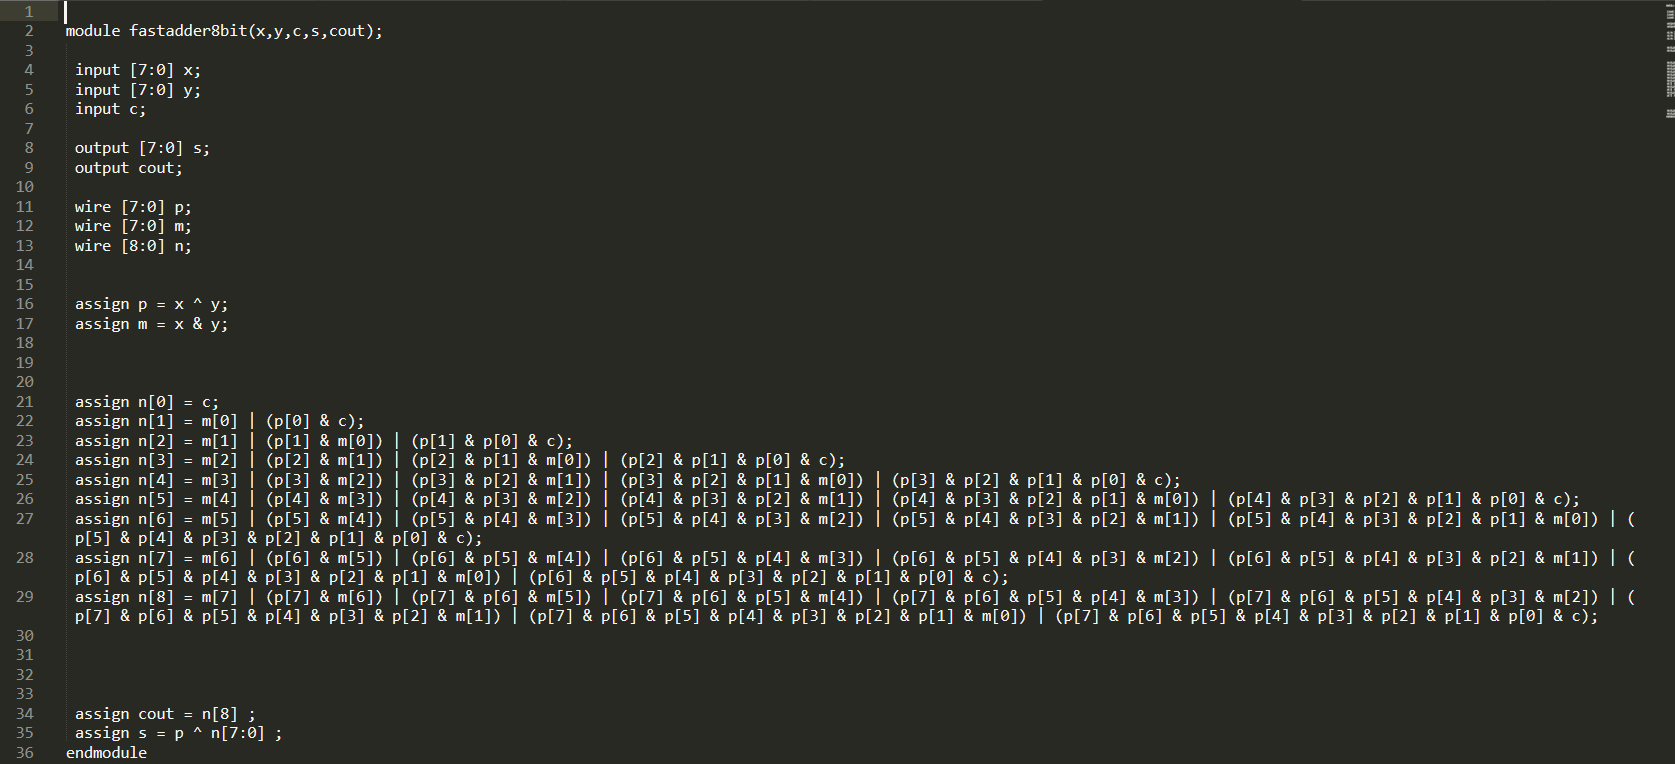 1
2 module fastadder8bit(x,y,c,s,cout);
3
4 input [7:0] x;
5 input [7:0] y;
6 input c;
7
8 output [7:0] s;
9 output cout;
10
11 wire [7:0] p;
12 wire [7:0] m;
13 wire [8:0] n;
14
15
16 assign p = x ^ y;
17 assign m = x & y;
18
19
20
21 assign n[0] = c;
22 assign n[1] = m[0] | (p[0] & c);
23 assign n[2] = m[1] | (p[1] & m[0]) | (p[1] & p[0] & c);
24 assign n[3] = m[2] | (p[2] & m[1]) | (p[2] & p[1] & m[0]) | (p[2] & p[1] & p[0] & c);
25 assign n[4] = m[3] | (p[3] & m[2]) | (p[3] & p[2] & m[1]) | (p[3] & p[2] & p[1] & m[0]) | (p[3] & p[2] & p[1] & p[0] & c);
26 assign n[5] = m[4] | (p[4] & m[3]) | (p[4] & p[3] & m[2]) | (p[4] & p[3] & p[2] & m[1]) | (p[4] & p[3] & p[2] & p[1] & m[0]) | (p[4] & p[3] & p[2] & p[1] & p[0] & c);
27 assign n[6] = m[5] | (p[5] & m[4]) | (p[5] & p[4] & m[3]) | (p[5] & p[4] & p[3] & m[2]) | (p[5] & p[4] & p[3] & p[2] & m[1]) | (p[5] & p[4] & p[3] & p[2] & p[1] & m[0]) | (
p[5] & p[4] & p[3] & p[2] & p[1] & p[0] & c);
28 assign n[7] = m[6] | (p[6] & m[5]) | (p[6] & p[5] & m[4]) | (p[6] & p[5] & p[4] & m[3]) | (p[6] & p[5] & p[4] & p[3] & m[2]) | (p[6] & p[5] & p[4] & p[3] & p[2] & m[1]) | (
p[6] & p[5] & p[4] & p[3] & p[2] & p[1] & m[0]) | (p[6] & p[5] & p[4] & p[3] & p[2] & p[1] & p[0] & c);
29 assign n[8] = m[7] | (p[7] & m[6]) | (p[7] & p[6] & m[5]) | (p[7] & p[6] & p[5] & m[4]) | (p[7] & p[6] & p[5] & p[4] & m[3]) | (p[7] & p[6] & p[5] & p[4] & p[3] & m[2]) | (
p[7] & p[6] & p[5] & p[4] & p[3] & p[2] & m[1]) | (p[7] & p[6] & p[5] & p[4] & p[3] & p[2] & p[1] & m[0]) | (p[7] & p[6] & p[5] & p[4] & p[3] & p[2] & p[1] & p[0] & c);
30
31
32
33
34 assign cout = n[8] ;
35 assign s = p ^ n[7:0] ;
36 endmodule